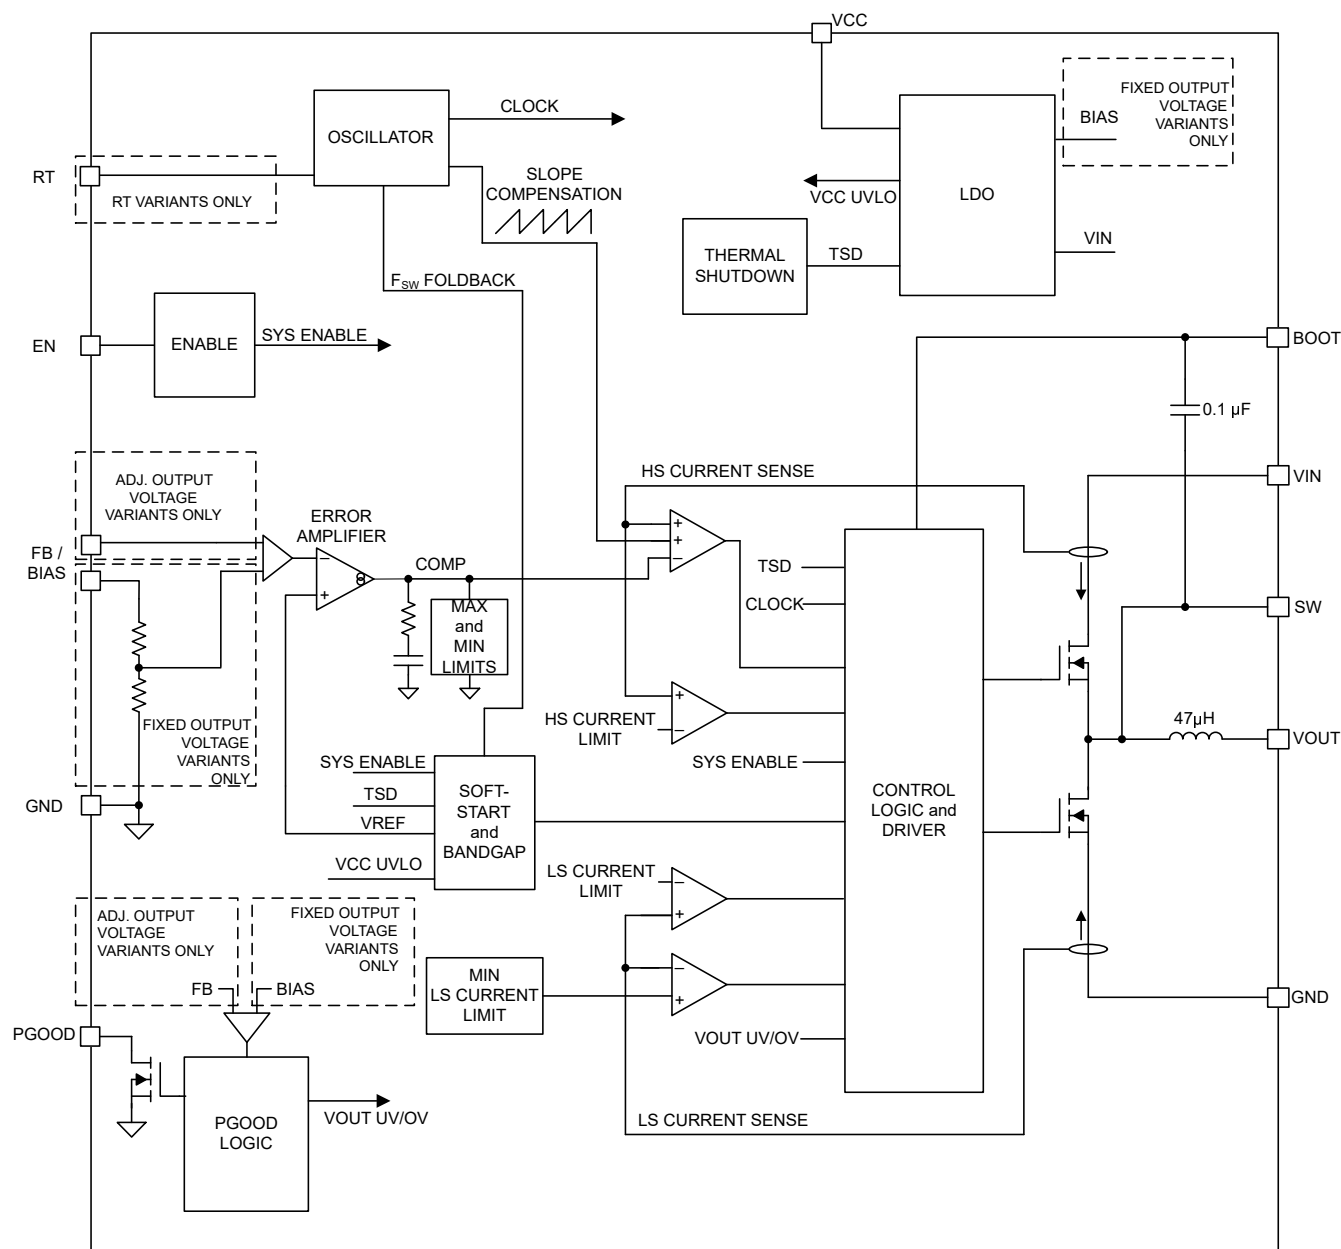 VCC
OSCILLATOR
CLOCK
SLOPE
COMPENSATION
RT
RT VARIANTS ONLY
FSW FOLDBACK
LDO
FIXED OUTPUT
VOLTAGE
VARIANTS
ONLY
BIAS
VCC UVLO
THERMAL
SHUTDOWN
TSD
VIN
EN
ENABLE
SYS ENABLE
BOOT
0.1 µF
VIN
SW
47µH
VOUT
GND
ADJ. OUTPUT
VOLTAGE
VARIANTS ONLY
FB /
BIAS
FIXED OUTPUT
VOLTAGE
VARIANTS
ONLY
GND
ERROR
AMPLIFIER
−
+
COMP
MAX
and
MIN
LIMITS
HS CURRENT SENSE
+
+
−
TSD
CLOCK
+
−
HS CURRENT
LIMIT
SYS ENABLE
CONTROL
LOGIC and
DRIVER
SYS ENABLE
TSD
VREF
VCC UVLO
SOFT-
START
and
BANDGAP
LS CURRENT
LIMIT
−
+
−
+
MIN
LS CURRENT
LIMIT
VOUT UV/OV
LS CURRENT SENSE
ADJ. OUTPUT
VOLTAGE
VARIANTS ONLY
FIXED OUTPUT
VOLTAGE
VARIANTS
ONLY
FB
BIAS
PGOOD
PGOOD
LOGIC
VOUT UV/OV